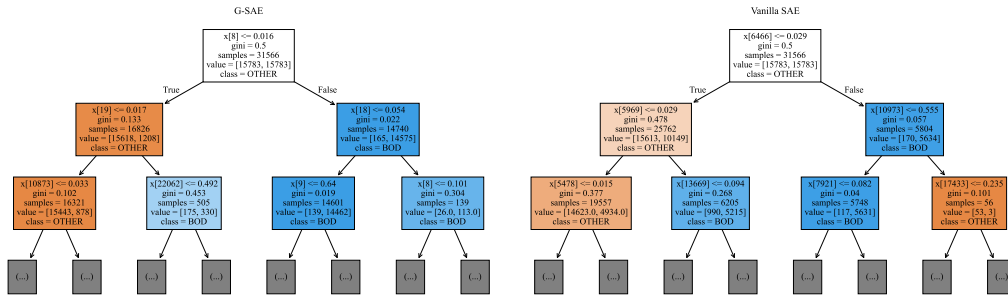 G-SAE
x[8] <= 0.016
gini = 0.5
samples = 31566
value = [15783, 15783]
class = OTHER
True
False
x[19] <= 0.017
gini = 0.133
samples = 16826
value = [15618, 1208]
class = OTHER
x[18] <= 0.054
gini = 0.022
samples = 14740
value = [165, 14575]
class = BOD
x[10873] <= 0.033
gini = 0.102
samples = 16321
value = [15443, 878]
class = OTHER
x[22062] <= 0.492
gini = 0.453
samples = 505
value = [175, 330]
class = BOD
x[9] <= 0.64
gini = 0.019
samples = 14601
value = [139, 14462]
class = BOD
x[8] <= 0.101
gini = 0.304
samples = 139
value = [26.0, 113.0]
class = BOD
(...)
(...)
(...)
(...)
(...)
(...)
(...)
(...)
Vanilla SAE
x[6466] <= 0.029
gini = 0.5
samples = 31566
value = [15783, 15783]
class = OTHER
True
False
x[5969] <= 0.029
gini = 0.478
samples = 25762
value = [15613, 10149]
class = OTHER
x[10973] <= 0.555
gini = 0.057
samples = 5804
value = [170, 5634]
class = BOD
x[5478] <= 0.015
gini = 0.377
samples = 19557
value = [14623.0, 4934.0]
class = OTHER
x[13669] <= 0.094
gini = 0.268
samples = 6205
value = [990, 5215]
class = BOD
x[7921] <= 0.082
gini = 0.04
samples = 5748
value = [117, 5631]
class = BOD
x[17433] <= 0.235
gini = 0.101
samples = 56
value = [53, 3]
class = OTHER
(...)
(...)
(...)
(...)
(...)
(...)
(...)
(...)